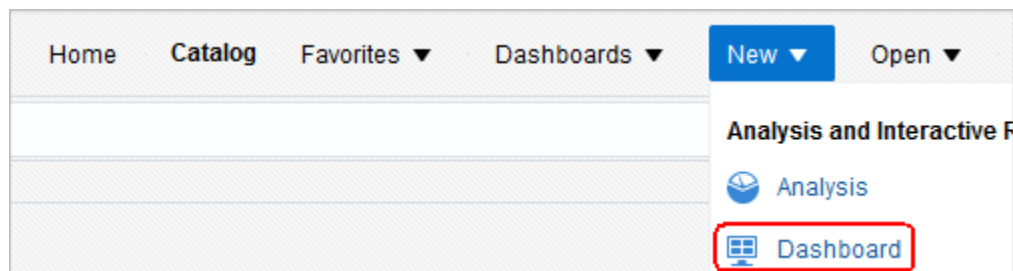 Home Catalog Favorites ▼ Dashboards ▼ New ▼ Open ▼
Analysis and Interactive
Analysis
Dashboard